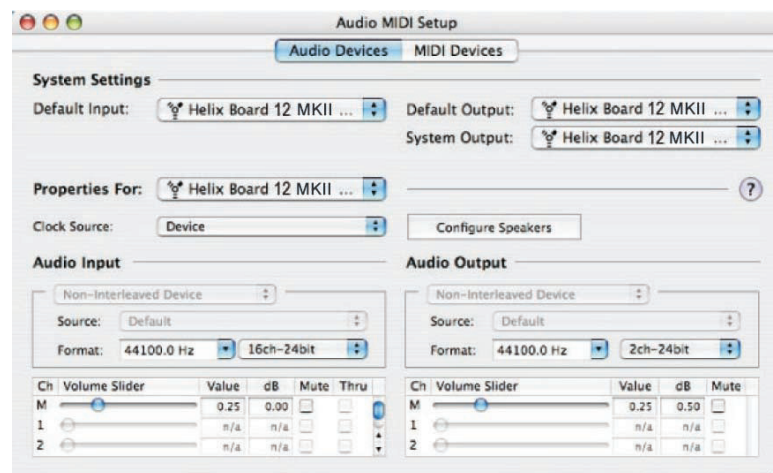 Audio MIDI Setup
Audio Devices MIDI Devices
System Settings
Default Input: Helix Board 12 MKII ... Default Output: Helix Board 12 MKII ...
System Output: Helix Board 12 MKII ...
Properties For: Helix Board 12 MKII ... ?
Clock Source: Device Configure Speakers
Audio Input Audio Output
Non-Interleaved Device Non-Interleaved Device
Source: Default Source: Default
Format: 44100.0 Hz 16ch-24bit Format: 44100.0 Hz 2ch-24bit
Ch Volume Slider Value dB Mute Thru Ch Volume Slider Value dB Mute
M 0.25 0.00 M 0.25 0.50
1 n/a n/a 1 n/a n/a
2 n/a n/a 2 n/a n/a